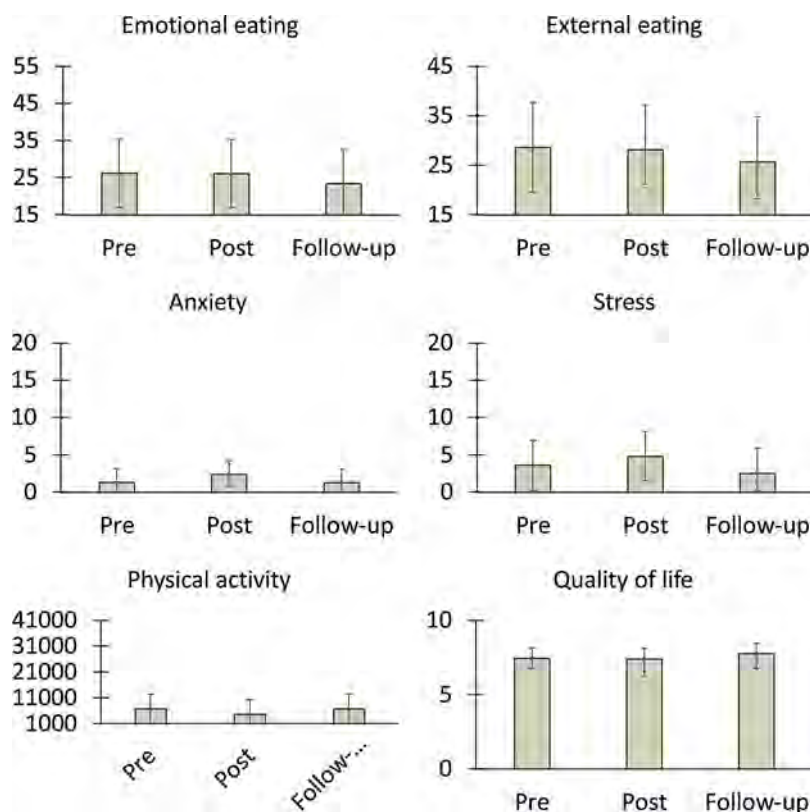 Emotional eating
55
45
35
25
15
Pre Post Follow-up
External eating
45
35
25
15
Pre Post Follow-up
Anxiety
20
15
10
5
0
Pre Post Follow-up
Stress
20
15
10
5
0
Pre Post Follow-up
Physical activity
41000
31000
21000
11000
1000
Pre Post Follow-...
Quality of life
10
5
0
Pre Post Follow-up